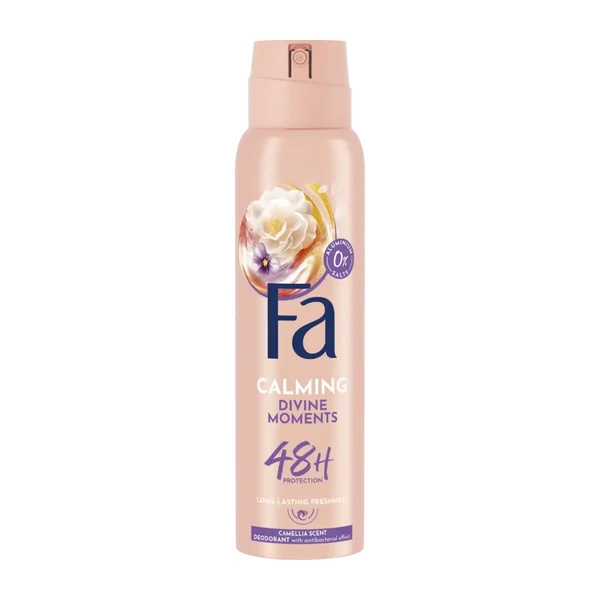 ALUMINIUM
0%
SALTS
Fa
CALMING
DIVINE
MOMENTS
48H
PROTECTION
LONG LASTING FRESHNESS
CAMELLIA SCENT
DEODORANT with antibacterial effect